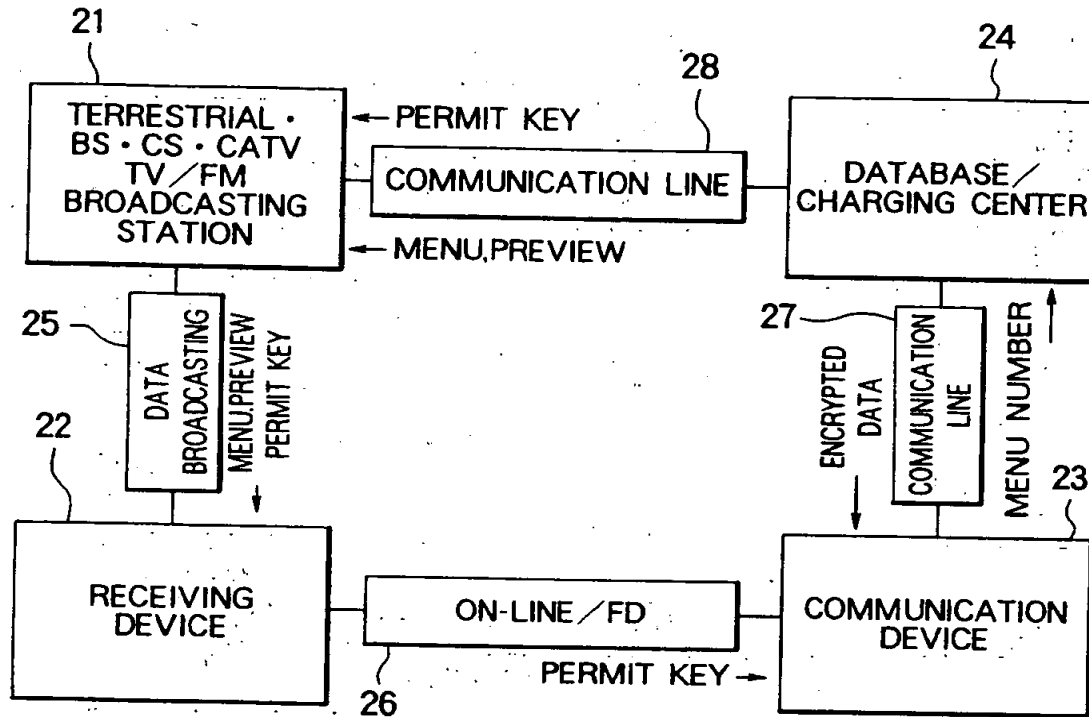 21
TERRESTRIAL・
BS・CS・CATV
TV/FM
BROADCASTING
STATION
← PERMIT KEY
← MENU,PREVIEW
28
COMMUNICATION LINE
24
DATABASE/
CHARGING CENTER
25
DATA
BROADCASTING
MENU,PREVIEW
PERMIT KEY
27
ENCRYPTED
DATA
COMMUNICATION
LINE
MENU NUMBER
22
RECEIVING
DEVICE
ON-LINE/FD
26
PERMIT KEY→
23
COMMUNICATION
DEVICE